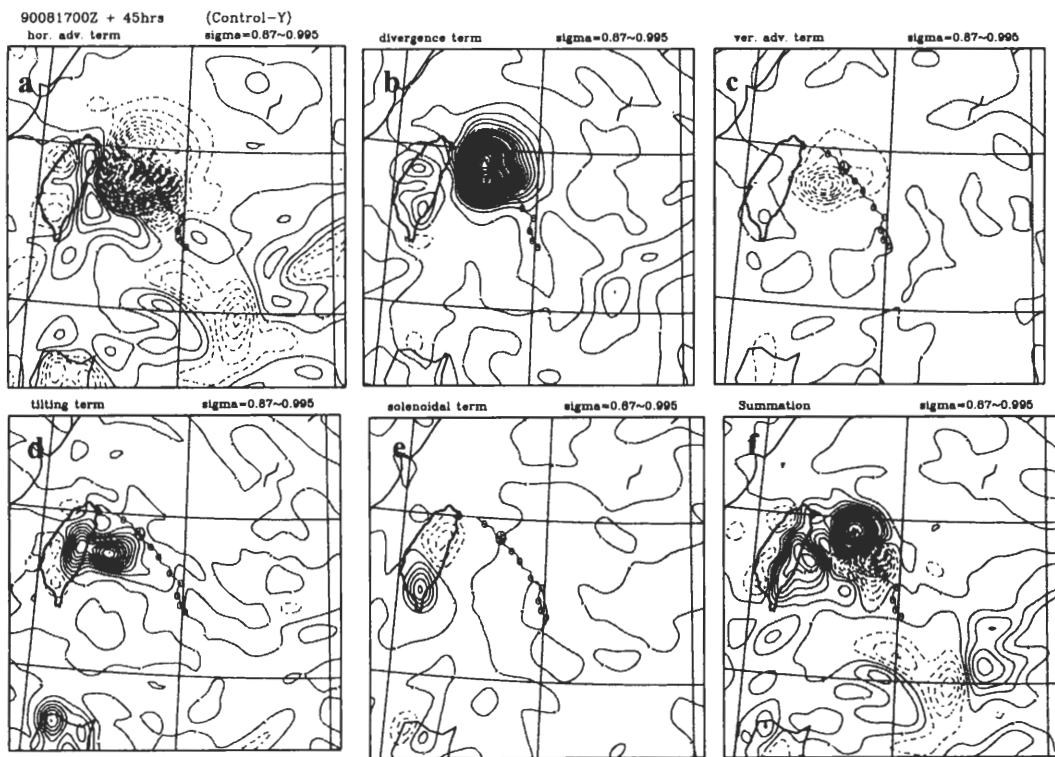 90081700Z + 45hrs (Control-Y)
hor. adv. term sigma=0.87~0.995
divergence term sigma=0.87~0.995
ver. adv. term sigma=0.87~0.995
a
b
c
tilting term sigma=0.87~0.995
solenoidal term sigma=0.87~0.995
Summation sigma=0.87~0.995
d
e
f